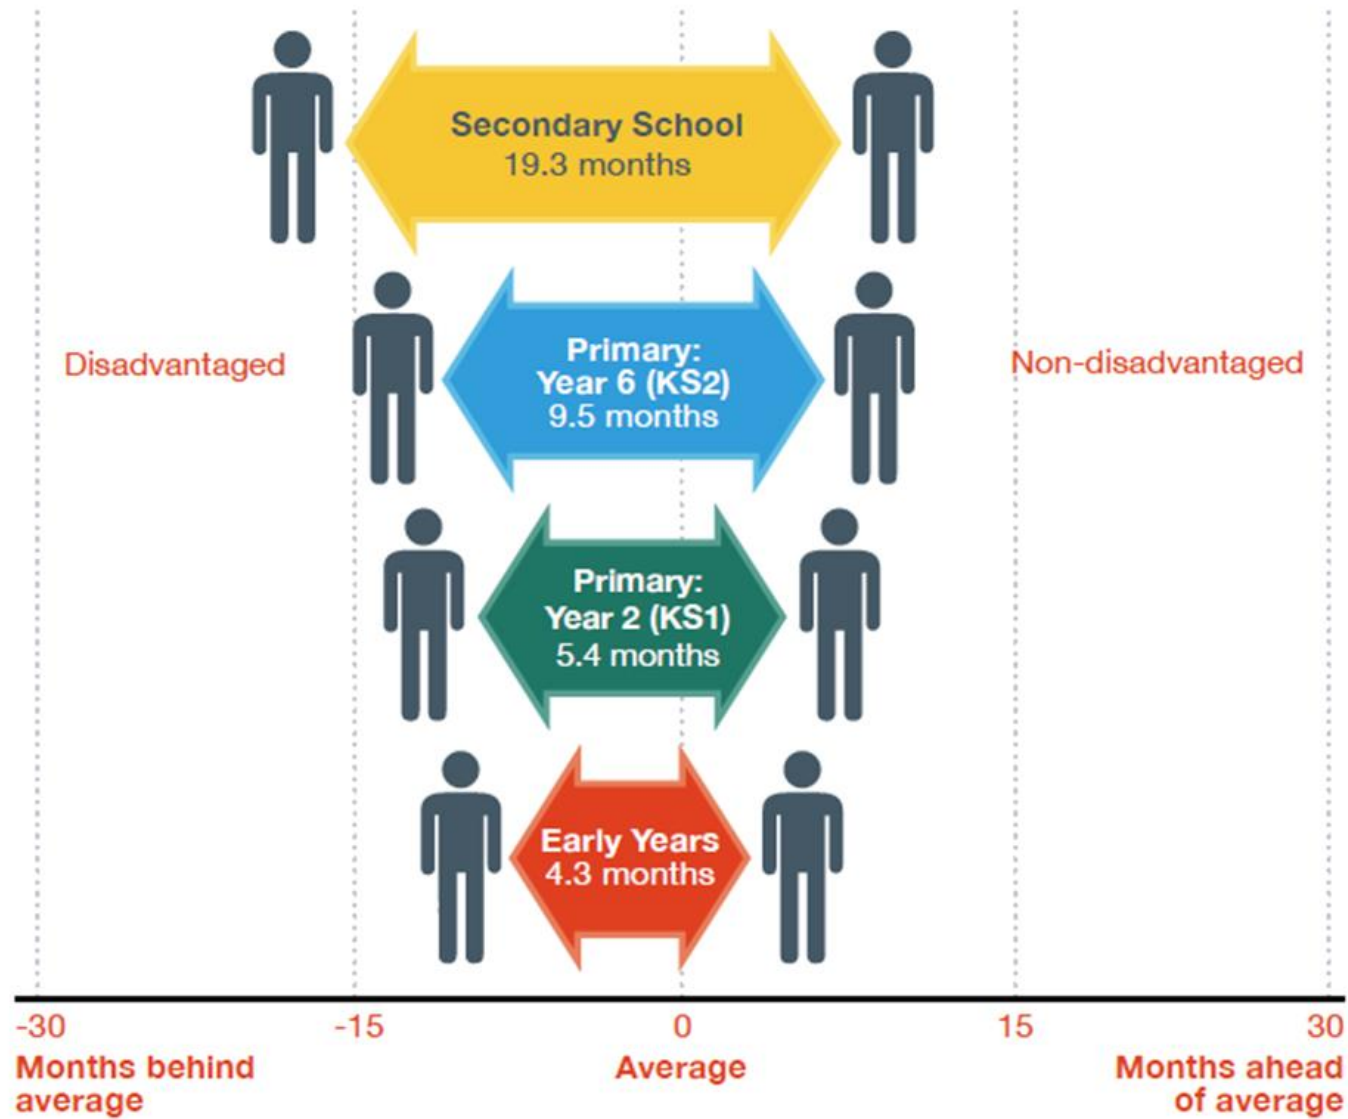 Secondary School
19.3 months
Primary:
Year 6 (KS2)
9.5 months
Disadvantaged
Non-disadvantaged
Primary:
Year 2 (KS1)
5.4 months
Early Years
4.3 months
-30
-15
0
15
30
Months behind
average
Average
Months ahead
of average